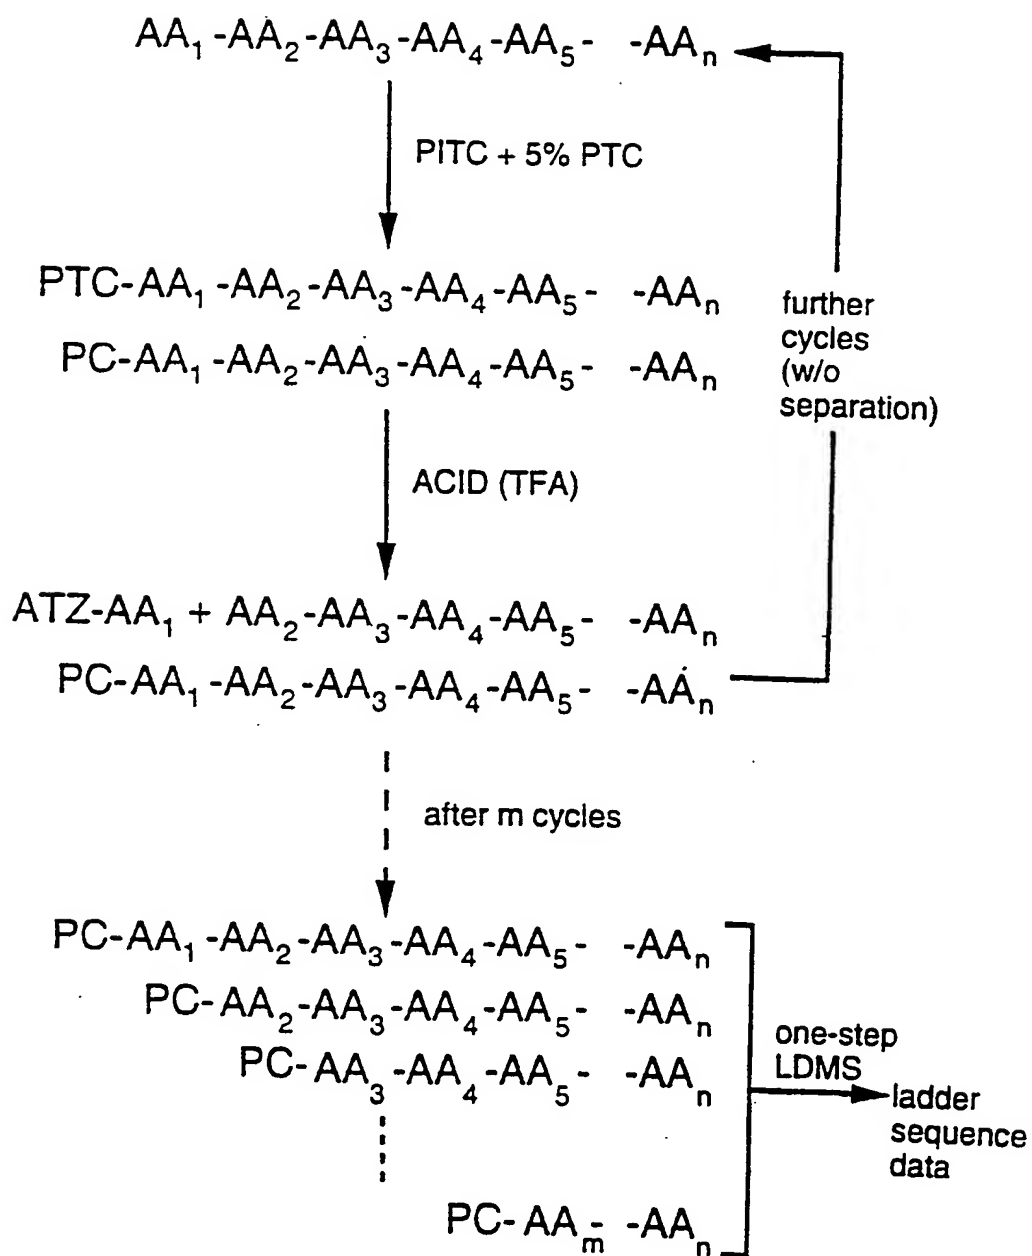 AA₁ -AA₂-AA₃-AA₄-AA₅- -AAₙ
PITC + 5% PTC
PTC-AA₁ -AA₂-AA₃-AA₄-AA₅- -AAₙ
PC-AA₁ -AA₂-AA₃-AA₄-AA₅- -AAₙ
further
cycles
(w/o
separation)
ACID (TFA)
ATZ-AA₁ + AA₂-AA₃-AA₄-AA₅- -AAₙ
PC-AA₁ -AA₂-AA₃-AA₄-AA₅- -AAₙ
after m cycles
PC-AA₁ -AA₂-AA₃-AA₄-AA₅- -AAₙ
PC-AA₂-AA₃-AA₄-AA₅- -AAₙ
PC-AA₃-AA₄-AA₅- -AAₙ
one-step
LDMS
ladder
sequence
data
PC-AAₘ- -AAₙ